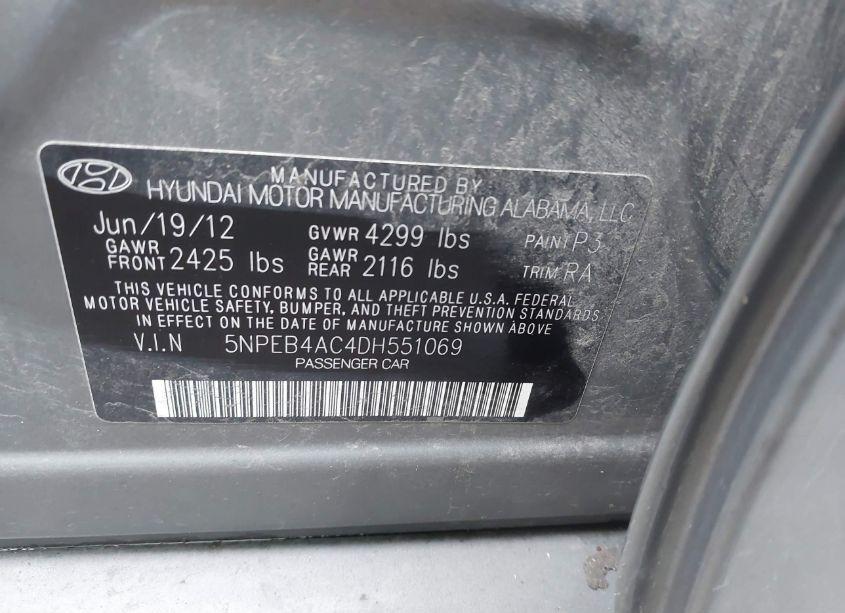 MANUFACTURED BY
HYUNDAI MOTOR MANUFACTURING ALABAMA, LLC
Jun/19/12 GVWR 4299 lbs PAINT P3
GAWR FRONT 2425 lbs GAWR REAR 2116 lbs TRIM RA
THIS VEHICLE CONFORMS TO ALL APPLICABLE U.S.A. FEDERAL
MOTOR VEHICLE SAFETY, BUMPER, AND THEFT PREVENTION STANDARDS
IN EFFECT ON THE DATE OF MANUFACTURE SHOWN ABOVE
V.I.N 5NPEB4AC4DH551069
PASSENGER CAR